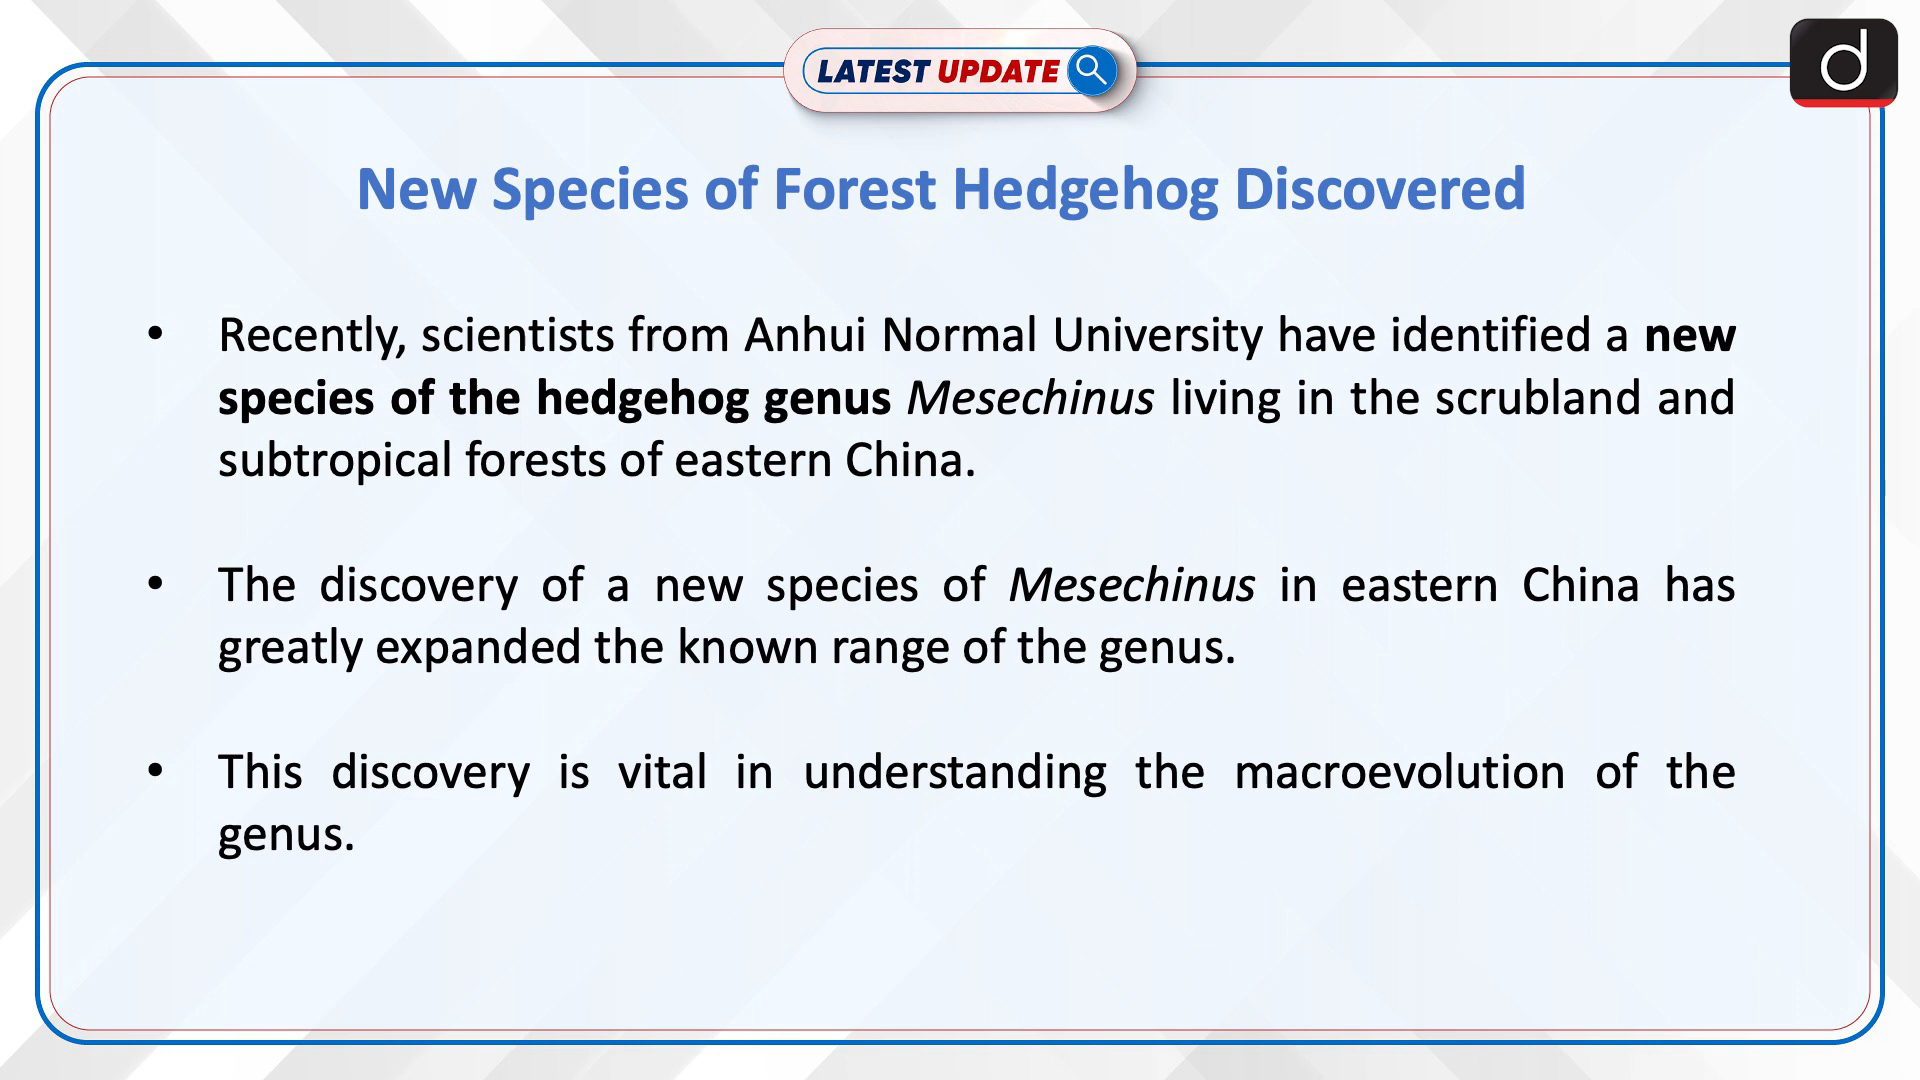 LATEST UPDATE
d
New Species of Forest Hedgehog Discovered
• Recently, scientists from Anhui Normal University have identified a new
species of the hedgehog genus Mesechinus living in the scrubland and
subtropical forests of eastern China.
• The discovery of a new species of Mesechinus in eastern China has
greatly expanded the known range of the genus.
• This discovery is vital in understanding the macroevolution of the
genus.